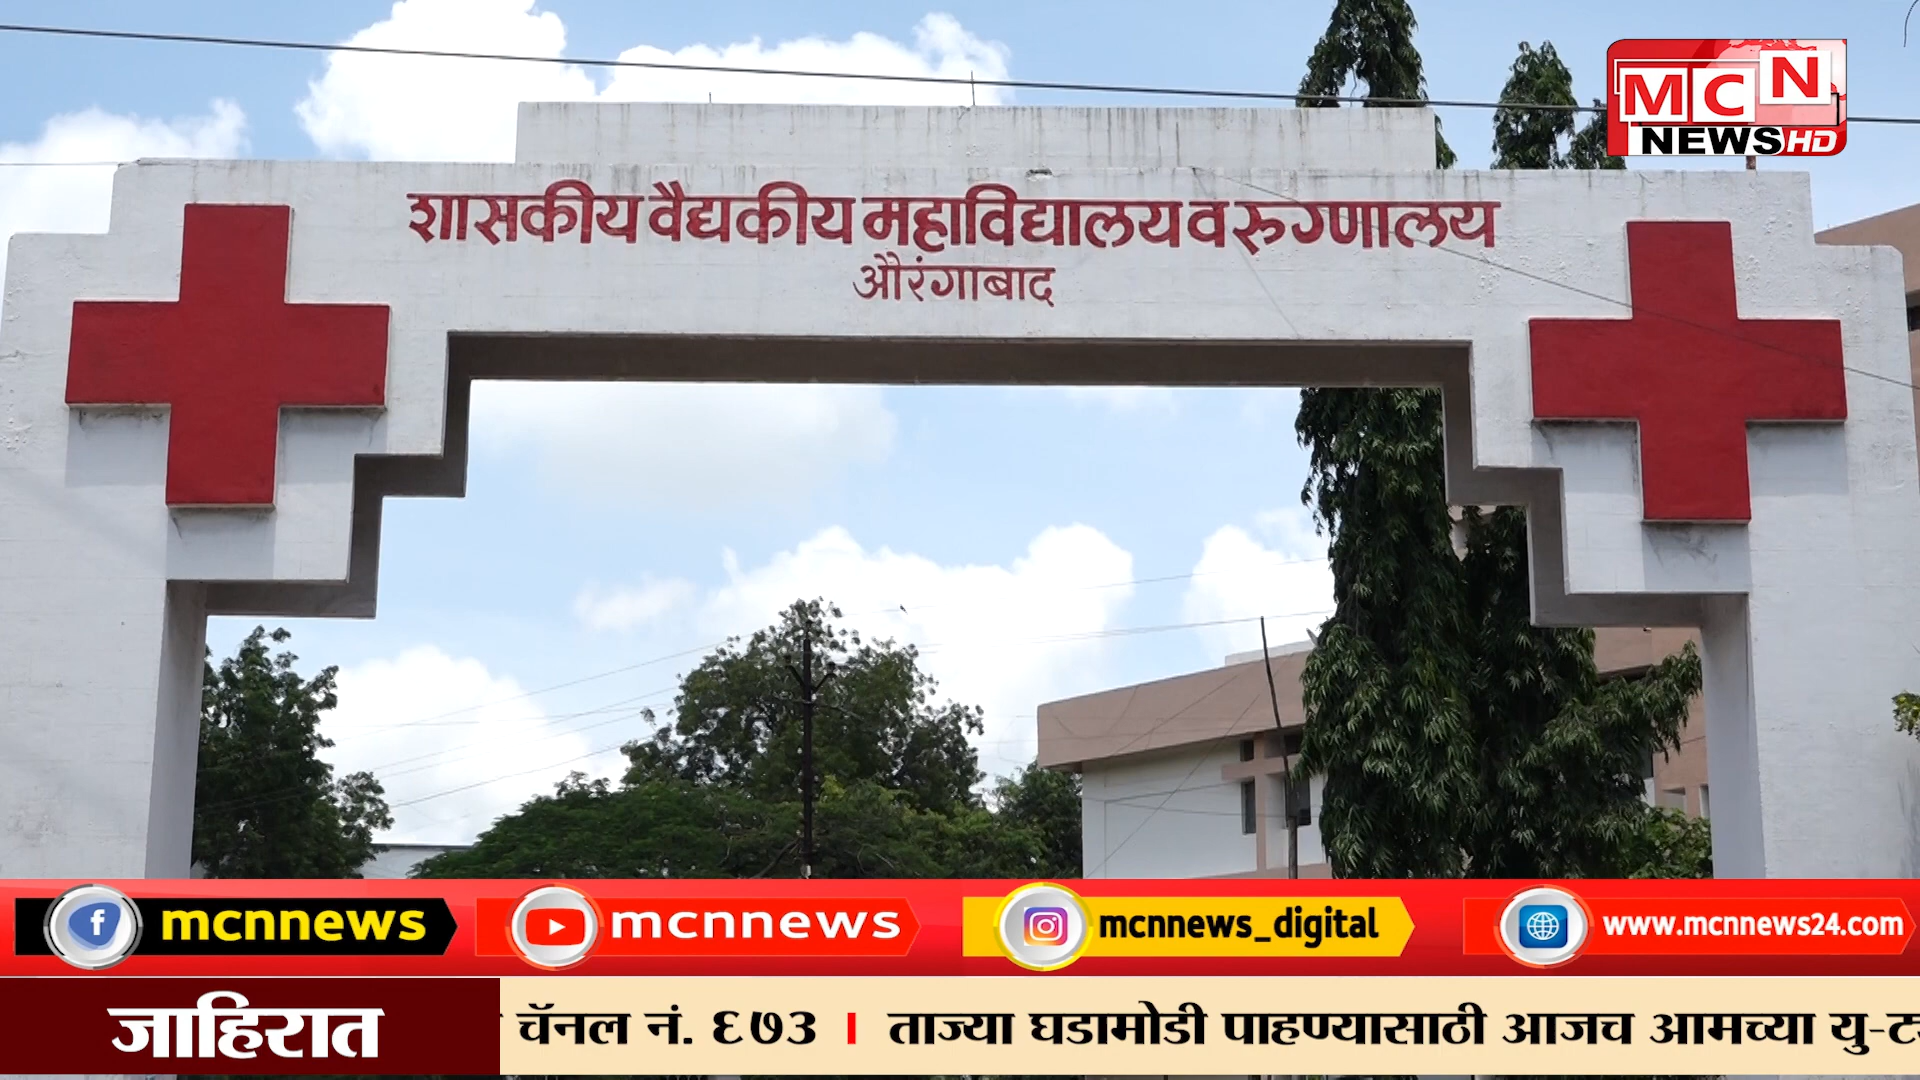 MCN
NEWS HD
शासकीय वैद्यकीय महाविद्यालय व रुग्णालय
औरंगाबाद
mcnnews
mcnnews
mcnnews_digital
www.mcnnews24.com
जाहिरात
चॅनल नं. ६७३ । ताज्या घडामोडी पाहण्यासाठी आजच आमच्या यु-